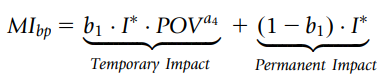 MI_bp = b_1 · I* · POV^{a_4} + (1 − b_1) · I*
Temporary Impact Permanent Impact